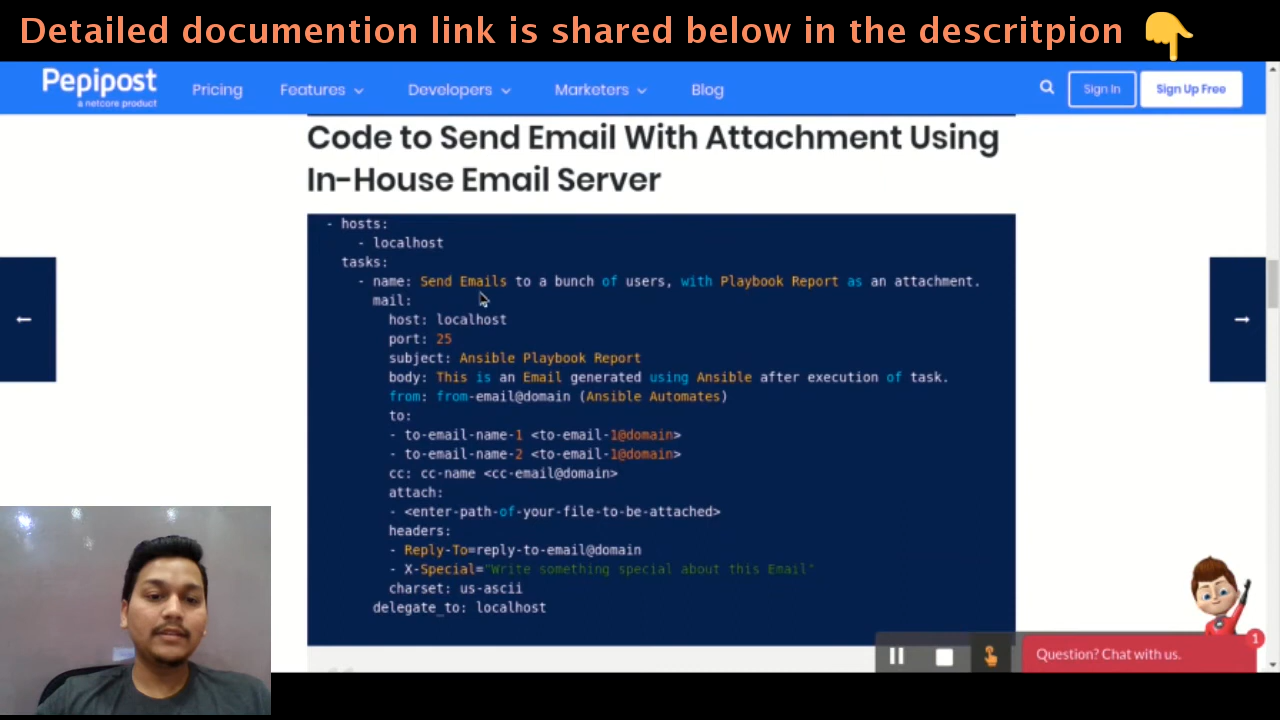 Detailed documention link is shared below in the descritpion
Pepipost
a netcore product
Pricing
Features
Developers
Marketers
Blog
Sign In
Sign Up Free
Code to Send Email With Attachment Using
In-House Email Server
- hosts:
- localhost
tasks:
- name: Send Emails to a bunch of users, with Playbook Report as an attachment.
mail:
host: localhost
port: 25
subject: Ansible Playbook Report
body: This is an Email generated using Ansible after execution of task.
from: from-email@domain (Ansible Automates)
to:
- to-email-name-1 <to-email-1@domain>
- to-email-name-2 <to-email-1@domain>
cc: cc-name <cc-email@domain>
attach:
- <enter-path-of-your-file-to-be-attached>
headers:
- Reply-To=reply-to-email@domain
- X-Special="Write something special about this Email"
charset: us-ascii
delegate_to: localhost
Question? Chat with us.
1